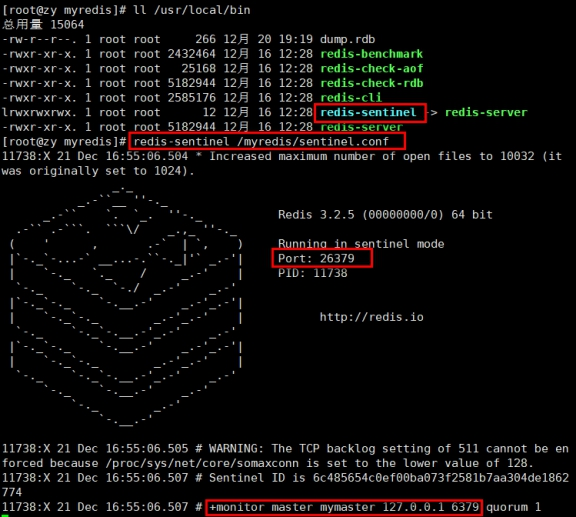 [root@zy myredis]# ll /usr/local/bin
总用量 15064
-rw-r--r--. 1 root root     266 12月 20 19:19 dump.rdb
-rwxr-xr-x. 1 root root 2432464 12月 16 12:28 redis-benchmark
-rwxr-xr-x. 1 root root   25168 12月 16 12:28 redis-check-aof
-rwxr-xr-x. 1 root root 5182944 12月 16 12:28 redis-check-rdb
-rwxr-xr-x. 1 root root 2585176 12月 16 12:28 redis-cli
lrwxrwxrwx. 1 root root      12 12月 16 12:28 redis-sentinel -> redis-server
-rwxr-xr-x. 1 root root 5182944 12月 16 12:28 redis-server
[root@zy myredis]# redis-sentinel /myredis/sentinel.conf
11738:X 21 Dec 16:55:06.504 * Increased maximum number of open files to 10032 (it
was originally set to 1024).
Redis 3.2.5 (00000000/0) 64 bit
Running in sentinel mode
Port: 26379
PID: 11738
http://redis.io
11738:X 21 Dec 16:55:06.505 # WARNING: The TCP backlog setting of 511 cannot be en
forced because /proc/sys/net/core/somaxconn is set to the lower value of 128.
11738:X 21 Dec 16:55:06.507 # Sentinel ID is 6c485654c0ef00ba073f2581b7aa304de1862
774
11738:X 21 Dec 16:55:06.507 # +monitor master mymaster 127.0.0.1 6379 quorum 1